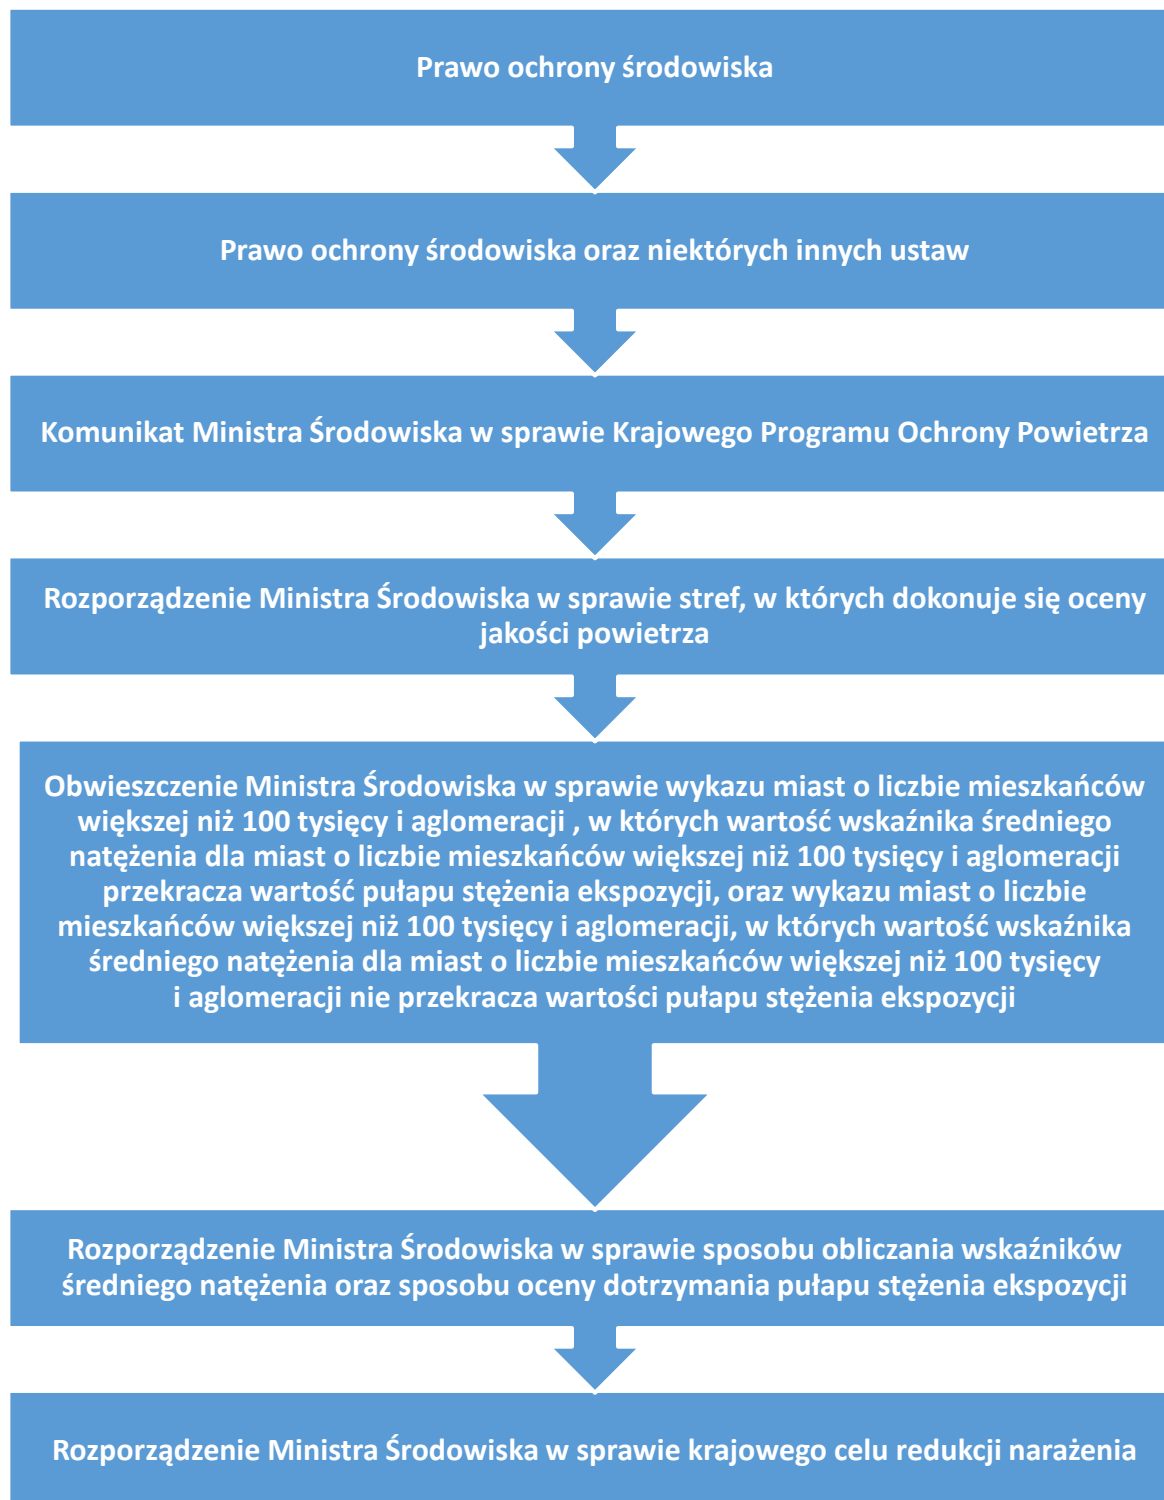 Prawo ochrony środowiska
Prawo ochrony środowiska oraz niektórych innych ustaw
Komunikat Ministra Środowiska w sprawie Krajowego Programu Ochrony Powietrza
Rozporządzenie Ministra Środowiska w sprawie stref, w których dokonuje się oceny
jakości powietrza
Obwieszczenie Ministra Środowiska w sprawie wykazu miast o liczbie mieszkańców
większej niż 100 tysięcy i aglomeracji , w których wartość wskaźnika średniego
natężenia dla miast o liczbie mieszkańców większej niż 100 tysięcy i aglomeracji
przekracza wartość pułapu stężenia ekspozycji, oraz wykazu miast o liczbie
mieszkańców większej niż 100 tysięcy i aglomeracji, w których wartość wskaźnika
średniego natężenia dla miast o liczbie mieszkańców większej niż 100 tysięcy
i aglomeracji nie przekracza wartości pułapu stężenia ekspozycji
Rozporządzenie Ministra Środowiska w sprawie sposobu obliczania wskaźników
średniego natężenia oraz sposobu oceny dotrzymania pułapu stężenia ekspozycji
Rozporządzenie Ministra Środowiska w sprawie krajowego celu redukcji narażenia